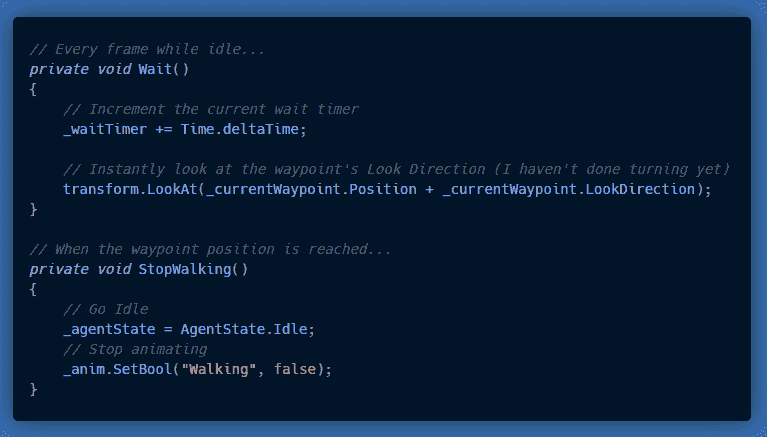 // Every frame while idle...
private void Wait()
{
    // Increment the current wait timer
    _waitTimer += Time.deltaTime;

    // Instantly look at the waypoint's Look Direction (I haven't done turning yet)
    transform.LookAt(_currentWaypoint.Position + _currentWaypoint.LookDirection);
}

// When the waypoint position is reached...
private void StopWalking()
{
    // Go Idle
    _agentState = AgentState.Idle;
    // Stop animating
    _anim.SetBool("Walking", false);
}